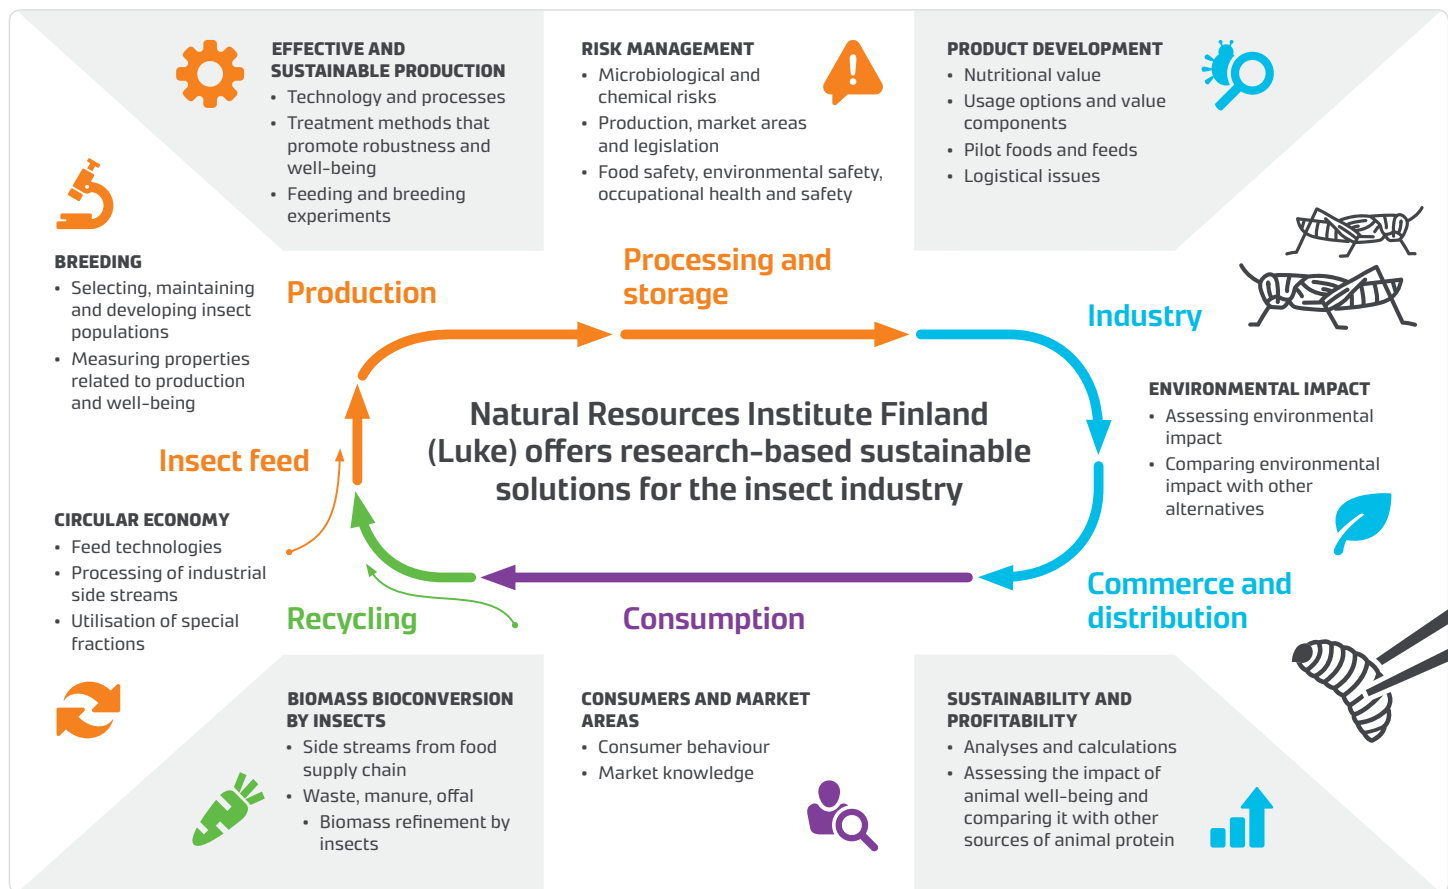 EFFECTIVE AND
SUSTAINABLE PRODUCTION
• Technology and processes
• Treatment methods that
promote robustness and
well-being
• Feeding and breeding
experiments
RISK MANAGEMENT
• Microbiological and
chemical risks
• Production, market areas
and legislation
• Food safety, environmental safety,
occupational health and safety
PRODUCT DEVELOPMENT
• Nutritional value
• Usage options and value
components
• Pilot foods and feeds
• Logistical issues
BREEDING
• Selecting, maintaining
and developing insect
populations
• Measuring properties
related to production
and well-being
Production
Processing and
storage
Industry
ENVIRONMENTAL IMPACT
• Assessing environmental
impact
• Comparing environmental
impact with other
alternatives
Natural Resources Institute Finland
(Luke) offers research-based sustainable
solutions for the insect industry
Insect feed
CIRCULAR ECONOMY
• Feed technologies
• Processing of industrial
side streams
• Utilisation of special
fractions
Recycling
Consumption
Commerce and
distribution
BIOMASS BIOCONVERSION
BY INSECTS
• Side streams from food
supply chain
• Waste, manure, offal
• Biomass refinement by
insects
CONSUMERS AND MARKET
AREAS
• Consumer behaviour
• Market knowledge
SUSTAINABILITY AND
PROFITABILITY
• Analyses and calculations
• Assessing the impact of
animal well-being and
comparing it with other
sources of animal protein